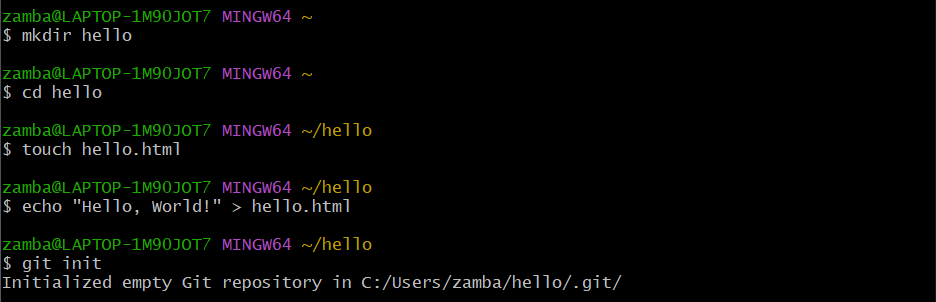 zamba@LAPTOP-1M9OJOT7 MINGW64 ~
$ mkdir hello
zamba@LAPTOP-1M9OJOT7 MINGW64 ~
$ cd hello
zamba@LAPTOP-1M9OJOT7 MINGW64 ~/hello
$ touch hello.html
zamba@LAPTOP-1M9OJOT7 MINGW64 ~/hello
$ echo "Hello, World!" > hello.html
zamba@LAPTOP-1M9OJOT7 MINGW64 ~/hello
$ git init
Initialized empty Git repository in C:/Users/zamba/hello/.git/